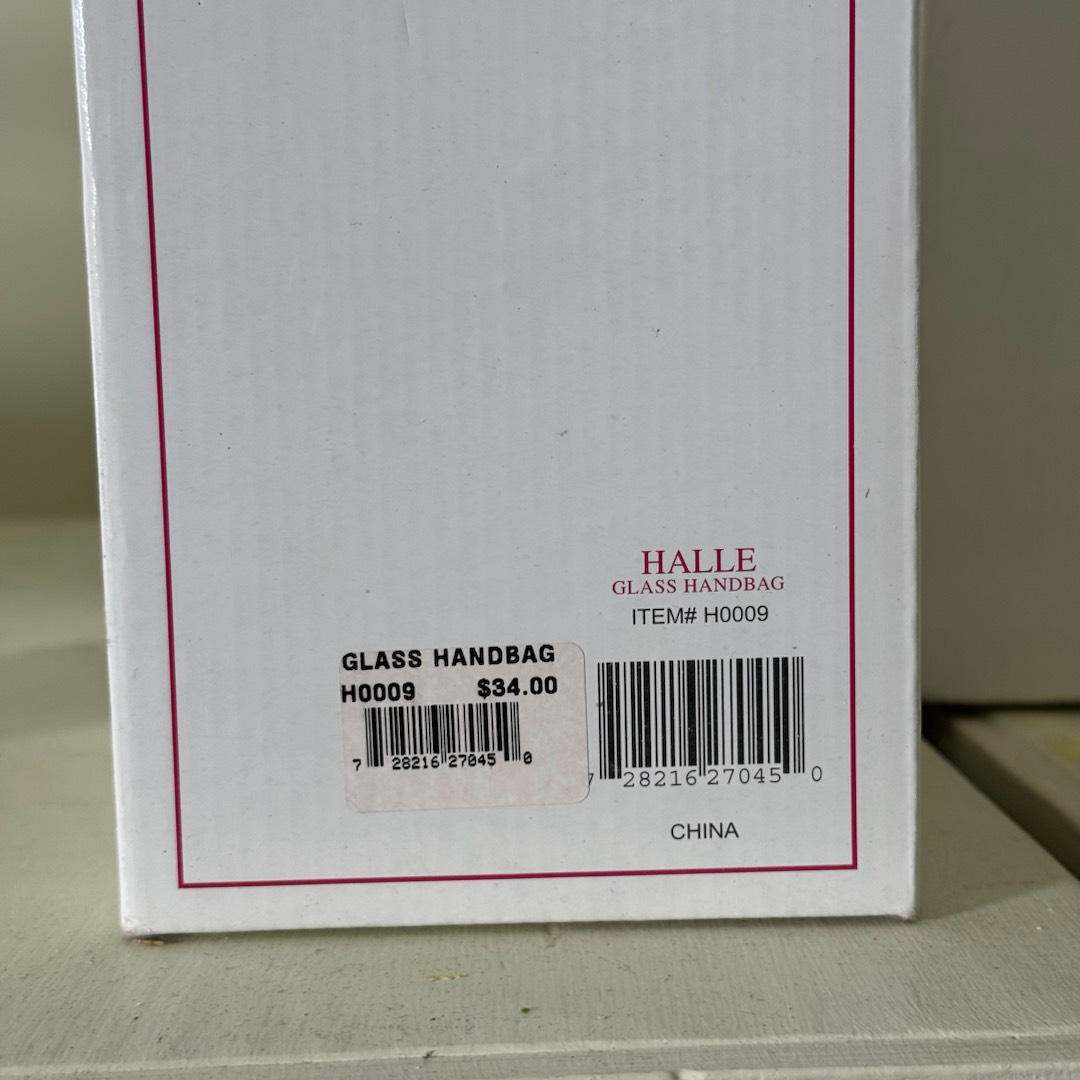 HALLE
GLASS HANDBAG
ITEM# H0009
GLASS HANDBAG
H0009 $34.00
7 28216 27045 0
7 28216 27045 0
CHINA